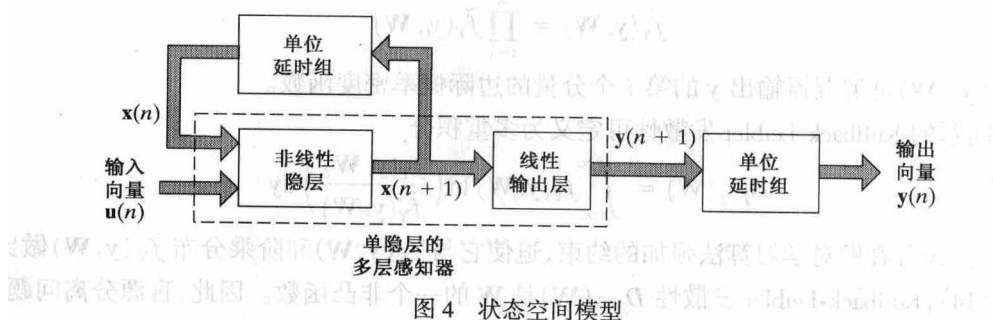 单位
延时组
x(n)
输入
向量
u(n)
非线性
隐层
x(n+1)
线性
输出层
y(n+1)
单位
延时组
输出
向量
y(n)
单隐层的
多层感知器
图4 状态空间模型